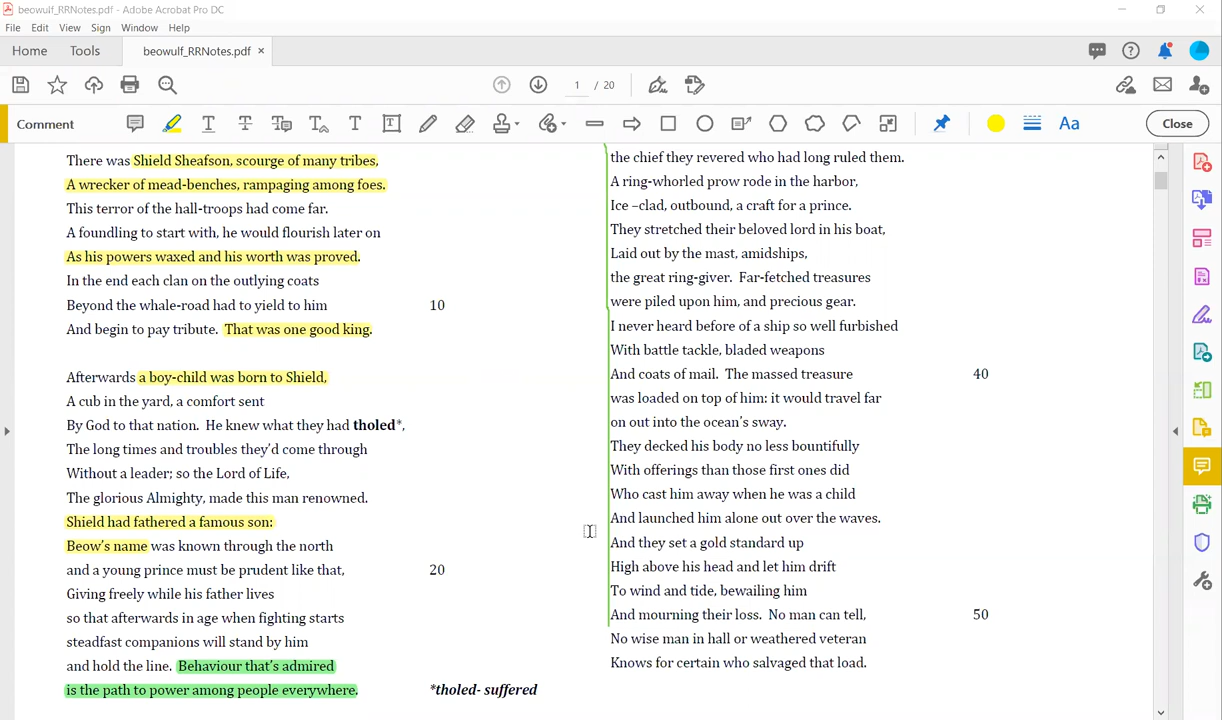 beowulf_RRNotes.pdf - Adobe Acrobat Pro DC
File Edit View Sign Window Help
Home Tools beowulf_RRNotes.pdf ×
1 / 20
Comment
Close
There was Shield Sheafson, scourge of many tribes,
A wrecker of mead-benches, rampaging among foes.
This terror of the hall-troops had come far.
A foundling to start with, he would flourish later on
As his powers waxed and his worth was proved.
In the end each clan on the outlying coats
Beyond the whale-road had to yield to him 10
And begin to pay tribute. That was one good king.
Afterwards a boy-child was born to Shield,
A cub in the yard, a comfort sent
By God to that nation. He knew what they had tholed*,
The long times and troubles they'd come through
Without a leader; so the Lord of Life,
The glorious Almighty, made this man renowned.
Shield had fathered a famous son:
Beow's name was known through the north
and a young prince must be prudent like that, 20
Giving freely while his father lives
so that afterwards in age when fighting starts
steadfast companions will stand by him
and hold the line. Behaviour that's admired
is the path to power among people everywhere. *tholed- suffered
the chief they revered who had long ruled them.
A ring-whorled prow rode in the harbor,
Ice –clad, outbound, a craft for a prince.
They stretched their beloved lord in his boat,
Laid out by the mast, amidships,
the great ring-giver. Far-fetched treasures
were piled upon him, and precious gear.
I never heard before of a ship so well furbished
With battle tackle, bladed weapons
And coats of mail. The massed treasure 40
was loaded on top of him: it would travel far
on out into the ocean's sway.
They decked his body no less bountifully
With offerings than those first ones did
Who cast him away when he was a child
And launched him alone out over the waves.
And they set a gold standard up
High above his head and let him drift
To wind and tide, bewailing him
And mourning their loss. No man can tell, 50
No wise man in hall or weathered veteran
Knows for certain who salvaged that load.